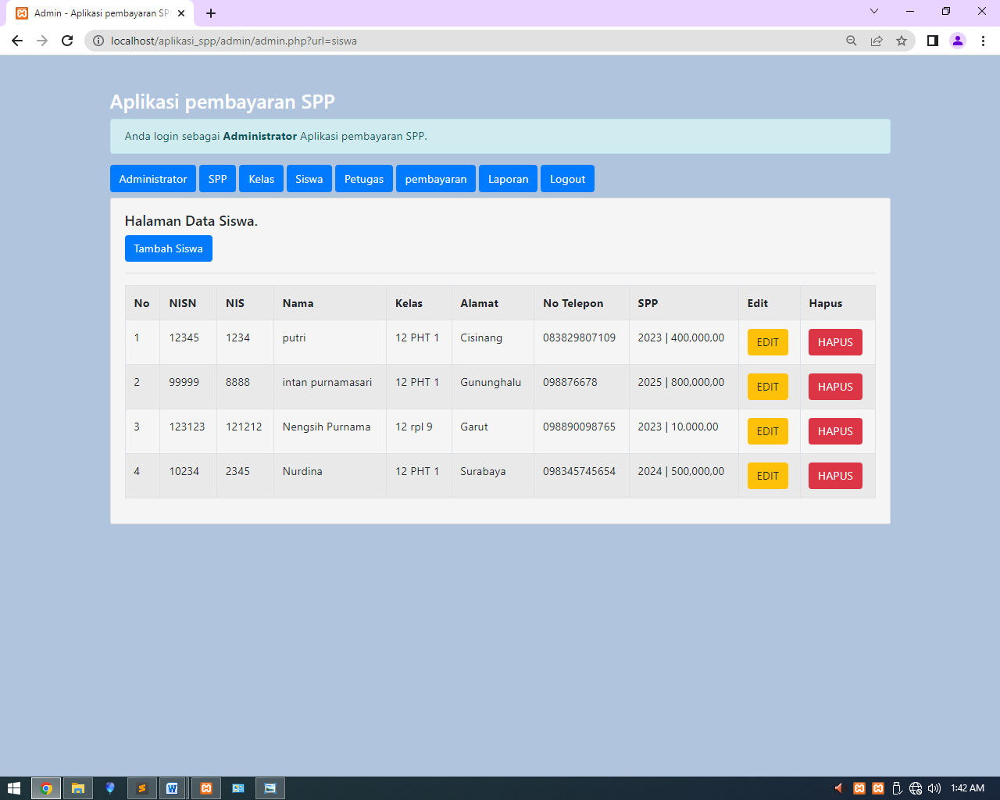 Admin - Aplikasi pembayaran SP
localhost/aplikasi_spp/admin/admin.php?url=siswa
Aplikasi pembayaran SPP
Anda login sebagai Administrator Aplikasi pembayaran SPP.
Administrator SPP Kelas Siswa Petugas pembayaran Laporan Logout
Halaman Data Siswa.
Tambah Siswa
No NISN NIS Nama Kelas Alamat No Telepon SPP Edit Hapus
1 12345 1234 putri 12 PHT 1 Cisinang 083829807109 2023 | 400,000,00 EDIT HAPUS
2 99999 8888 intan purnamasari 12 PHT 1 Gununghalu 098876678 2025 | 800,000,00 EDIT HAPUS
3 123123 121212 Nengsih Purnama 12 rpl 9 Garut 098890098765 2023 | 10,000,00 EDIT HAPUS
4 10234 2345 Nurdina 12 PHT 1 Surabaya 098345745654 2024 | 500,000,00 EDIT HAPUS
1:42 AM